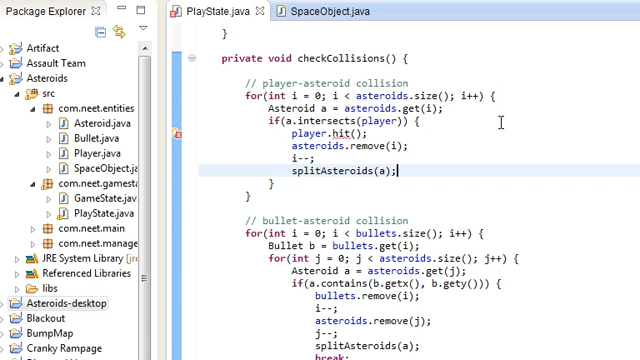 Package Explorer
PlayState.java
SpaceObject.java
Artifact
Assault Team
Asteroids
src
com.neet.entities
Asteroid.java
Bullet.java
Player.java
SpaceObject.ja
com.neet.gamesta
GameState.java
PlayState.java
com.neet.main
com.neet.manage
JRE System Library [
Referenced Libraries
libs
Asteroids-desktop
Blackout
BumpMap
Cranky Rampage
}
private void checkCollisions() {
// player-asteroid collision
for(int i = 0; i < asteroids.size(); i++) {
Asteroid a = asteroids.get(i);
if(a.intersects(player)) {
player.hit();
asteroids.remove(i);
i--;
splitAsteroids(a);
}
}
// bullet-asteroid collision
for(int i = 0; i < bullets.size(); i++) {
Bullet b = bullets.get(i);
for(int j = 0; j < asteroids.size(); j++) {
Asteroid a = asteroids.get(j);
if(a.contains(b.getx(), b.gety())) {
bullets.remove(i);
i--;
asteroids.remove(j);
j--;
splitAsteroids(a);
break;